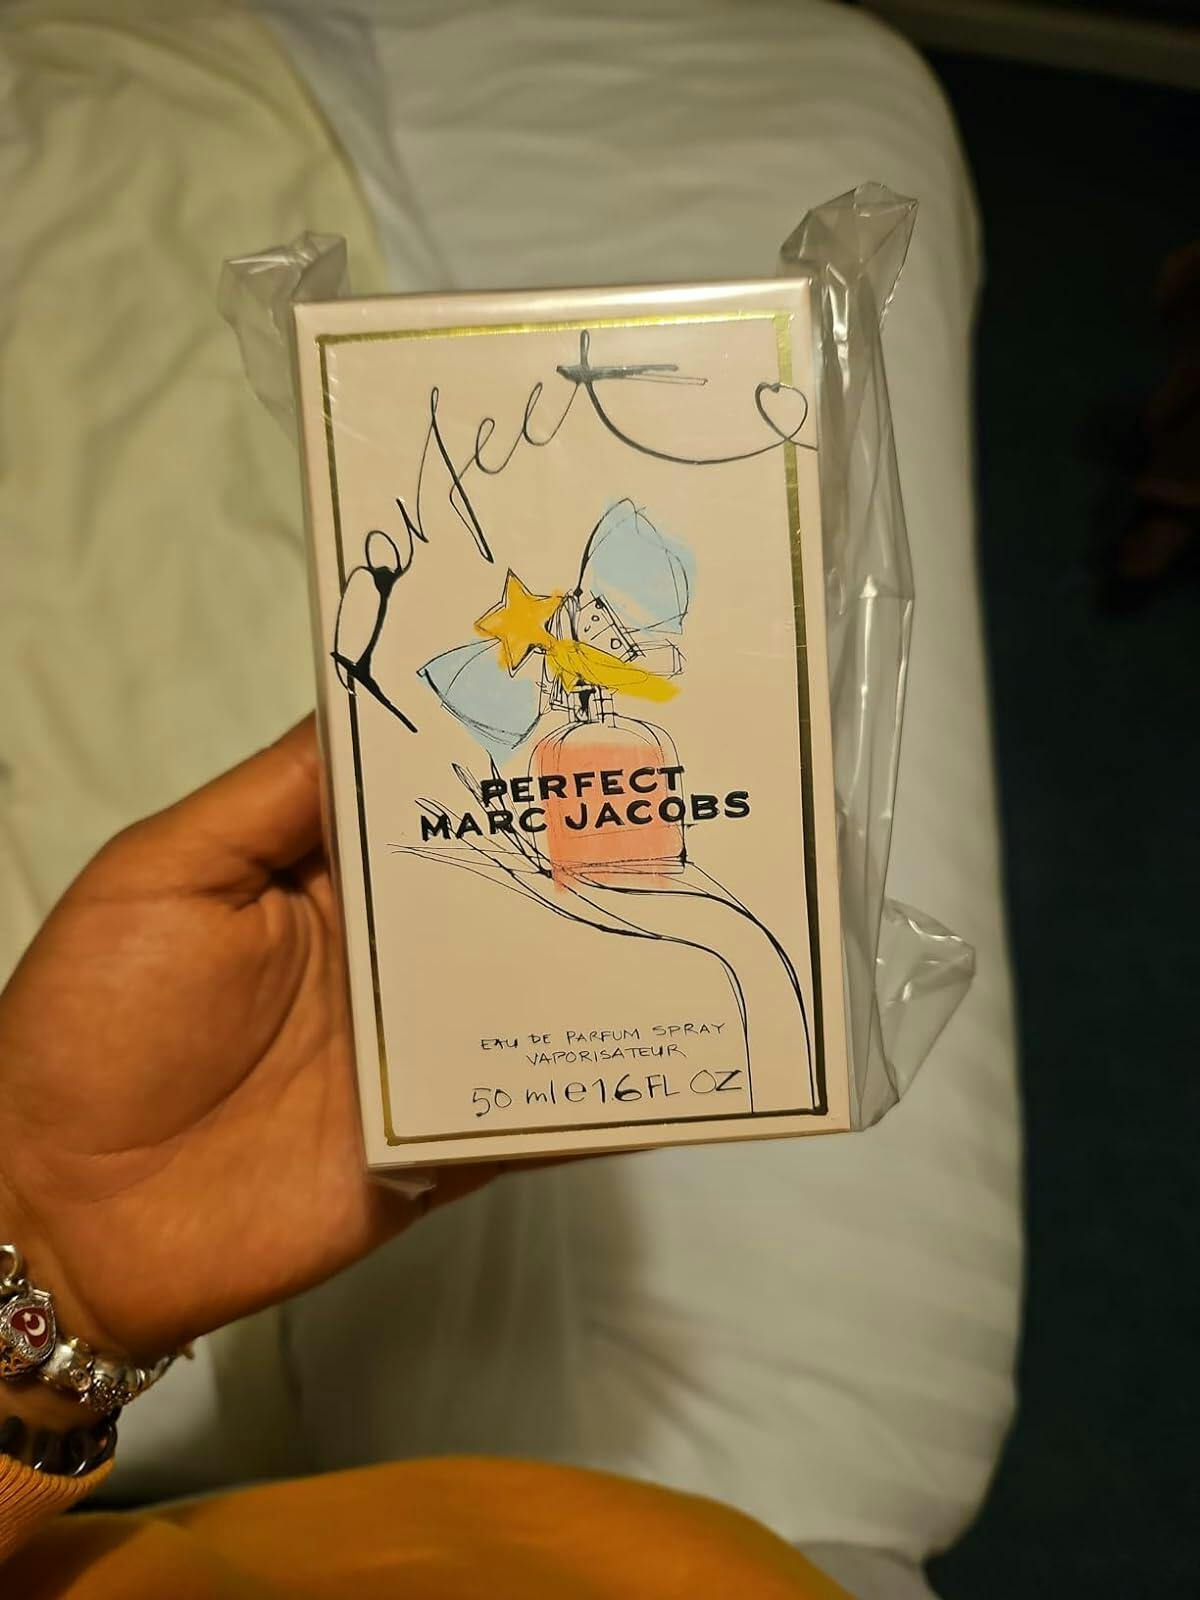 Perfect
PERFECT
MARC JACOBS
EAU DE PARFUM SPRAY
VAPORISATEUR
50 ml e 1.6 FL OZ